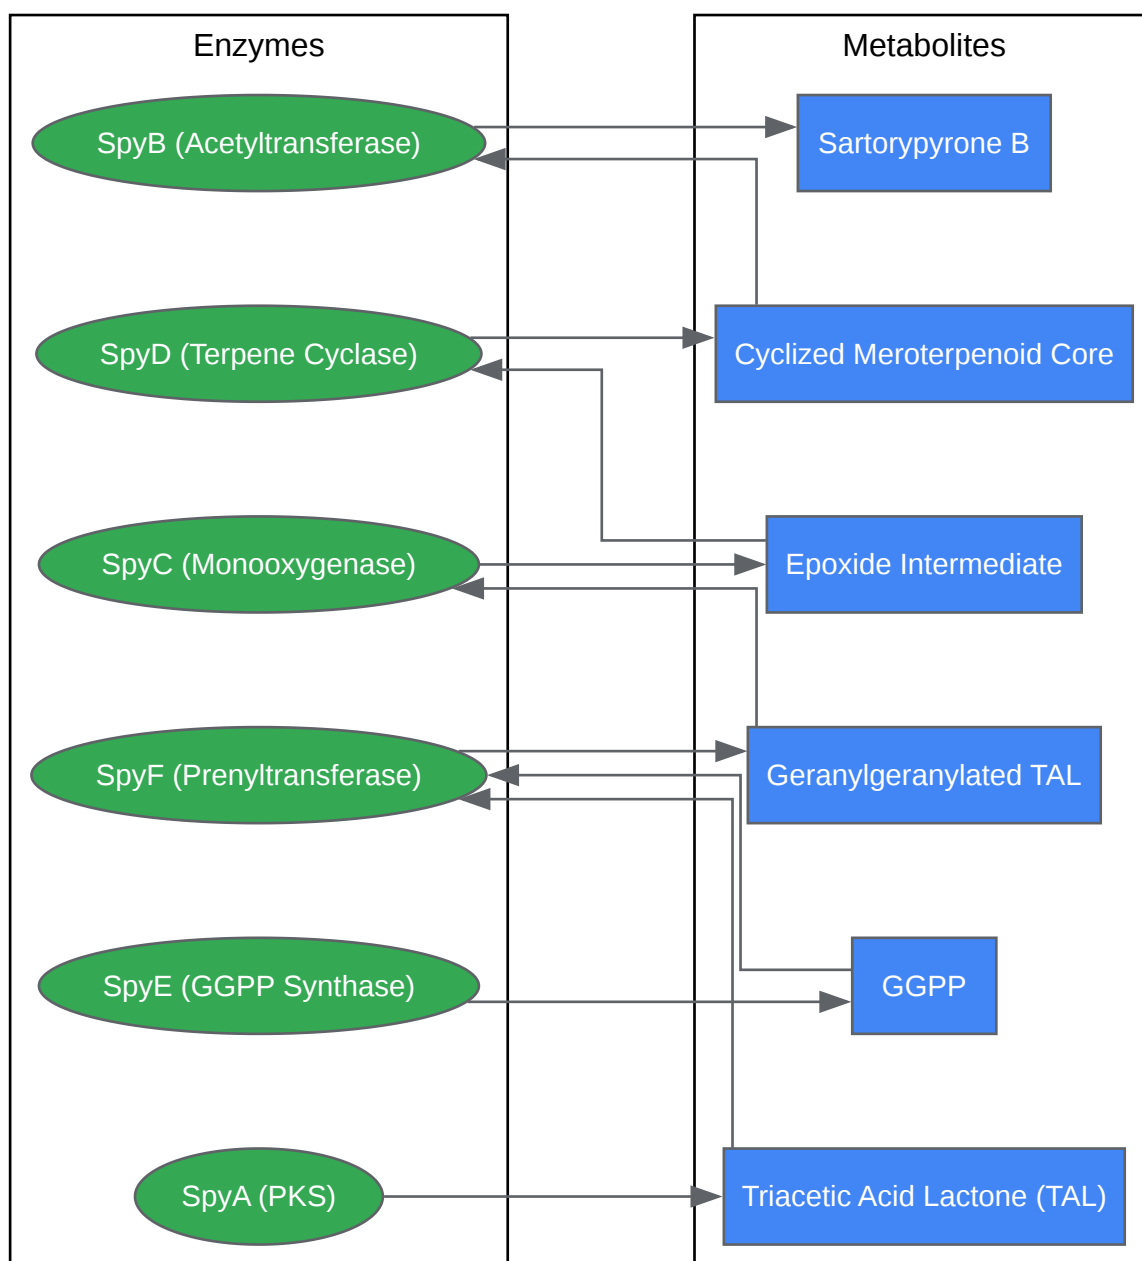 Enzymes
Metabolites
SpyB (Acetyltransferase)
Sartorypyrone B
SpyD (Terpene Cyclase)
Cyclized Meroterpenoid Core
SpyC (Monooxygenase)
Epoxide Intermediate
SpyF (Prenyltransferase)
Geranylgeranylated TAL
SpyE (GGPP Synthase)
GGPP
SpyA (PKS)
Triacetic Acid Lactone (TAL)